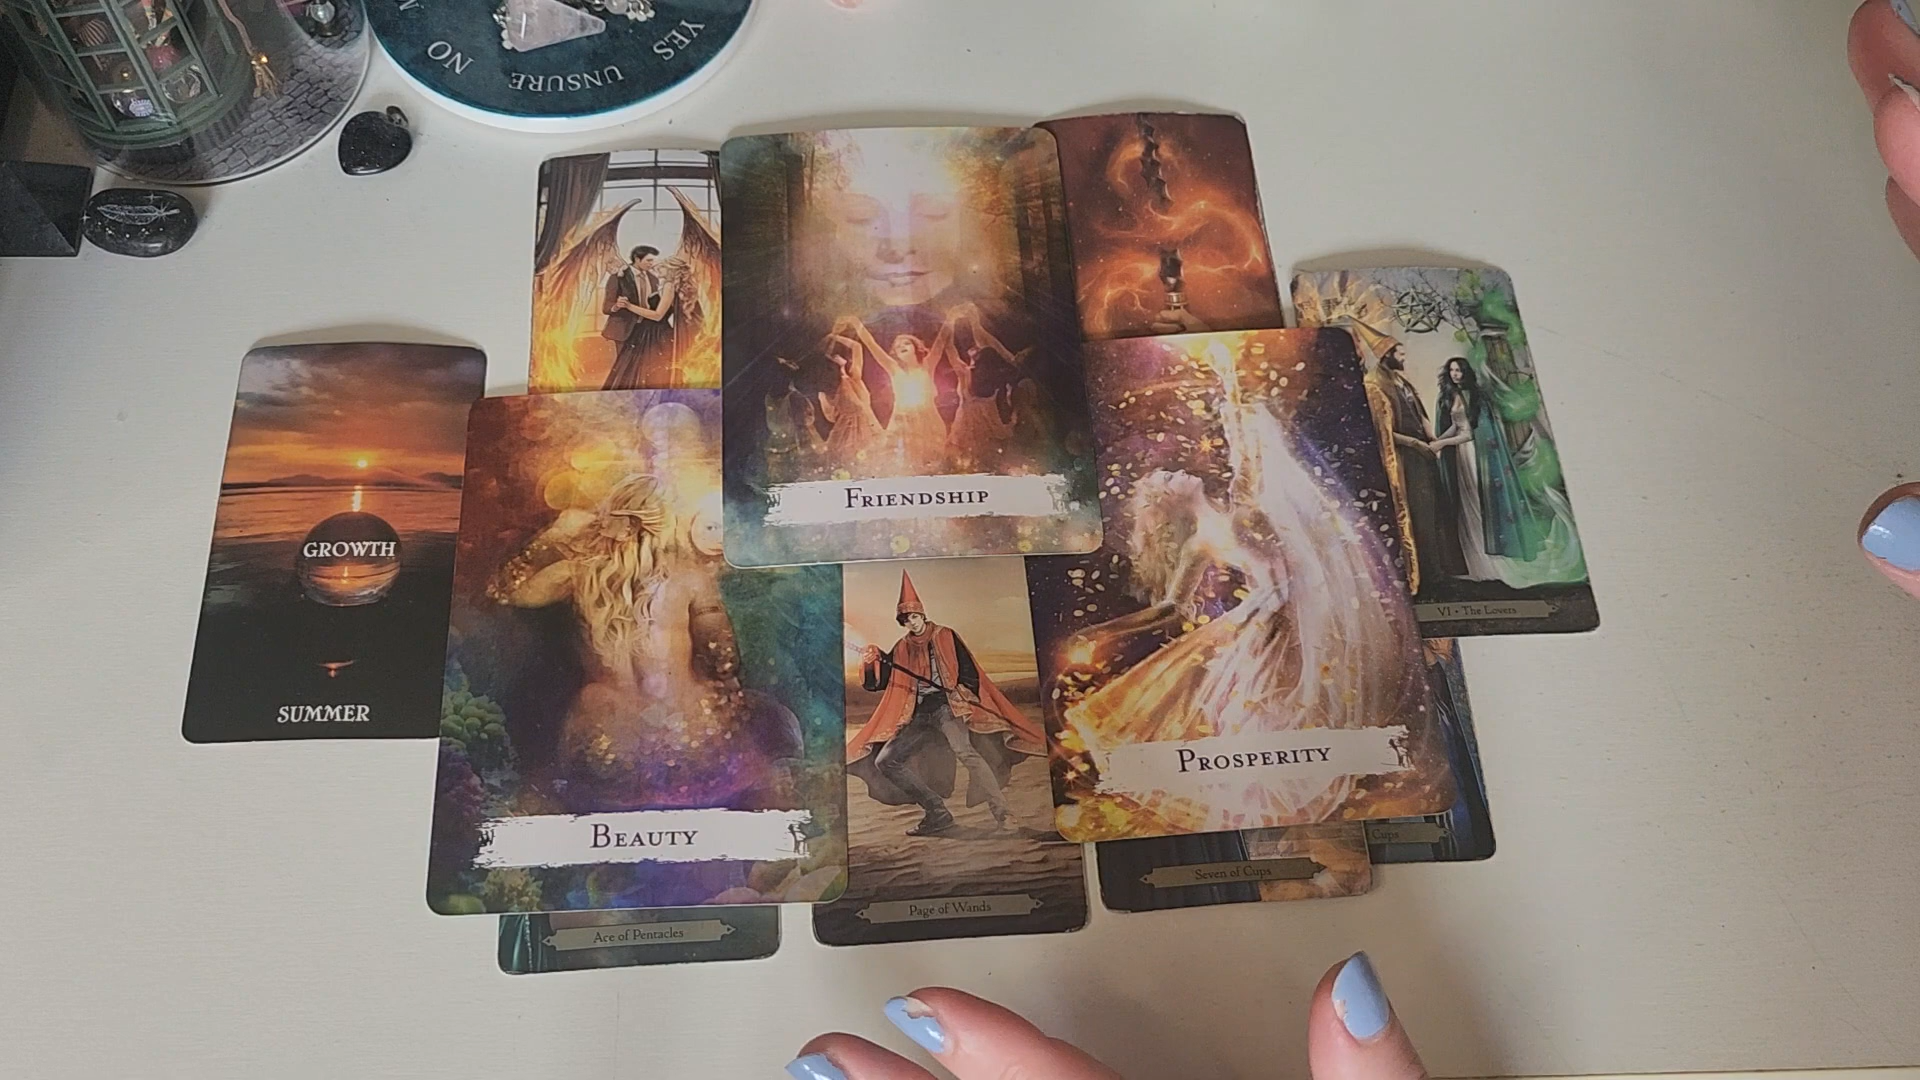 NO
UNSURE
YES
FRIENDSHIP
GROWTH
SUMMER
VI • The Lovers
PROSPERITY
BEAUTY
Cups
Seven of Cups
Page of Wands
Ace of Pentacles